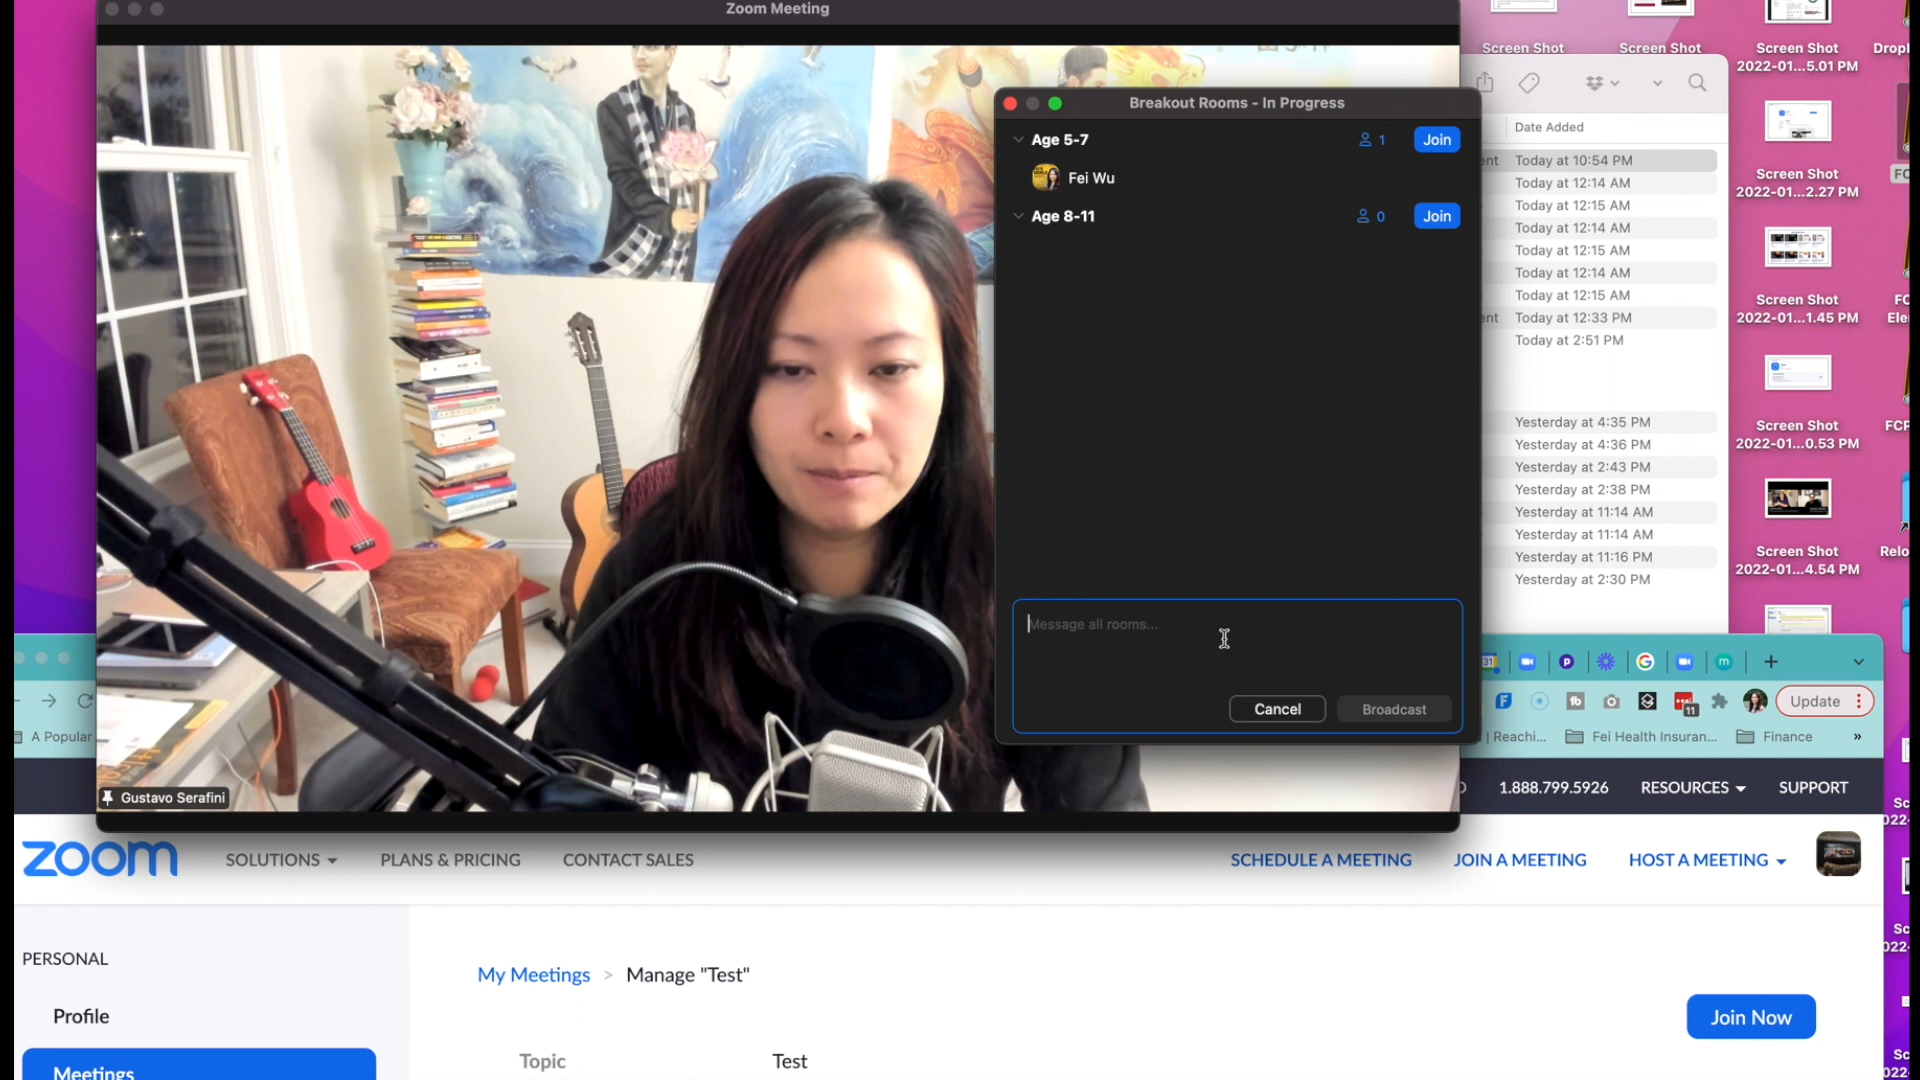 Zoom Meeting
Breakout Rooms - In Progress
Age 5-7
1
Join
Fei Wu
Age 8-11
0
Join
Message all rooms...
Cancel
Broadcast
Gustavo Serafini
Screen Shot
Screen Shot
Screen Shot
2022-01...5.01 PM
Date Added
Today at 10:54 PM
Today at 12:14 AM
Today at 12:15 AM
Today at 12:14 AM
Today at 12:15 AM
Today at 12:14 AM
Today at 12:15 AM
Today at 12:33 PM
Today at 2:51 PM
Yesterday at 4:35 PM
Yesterday at 4:36 PM
Yesterday at 2:43 PM
Yesterday at 2:38 PM
Yesterday at 11:14 AM
Yesterday at 11:14 AM
Yesterday at 11:16 PM
Yesterday at 2:30 PM
Screen Shot
2022-01...2.27 PM
Screen Shot
2022-01...1.45 PM
Screen Shot
2022-01...0.53 PM
Screen Shot
2022-01...4.54 PM
Update
11
A Popular
| Reachi...
Fei Health Insuran...
Finance
»
1.888.799.5926
RESOURCES
SUPPORT
zoom
SOLUTIONS
PLANS & PRICING
CONTACT SALES
SCHEDULE A MEETING
JOIN A MEETING
HOST A MEETING
PERSONAL
Profile
Meetings
My Meetings > Manage "Test"
Join Now
Topic
Test